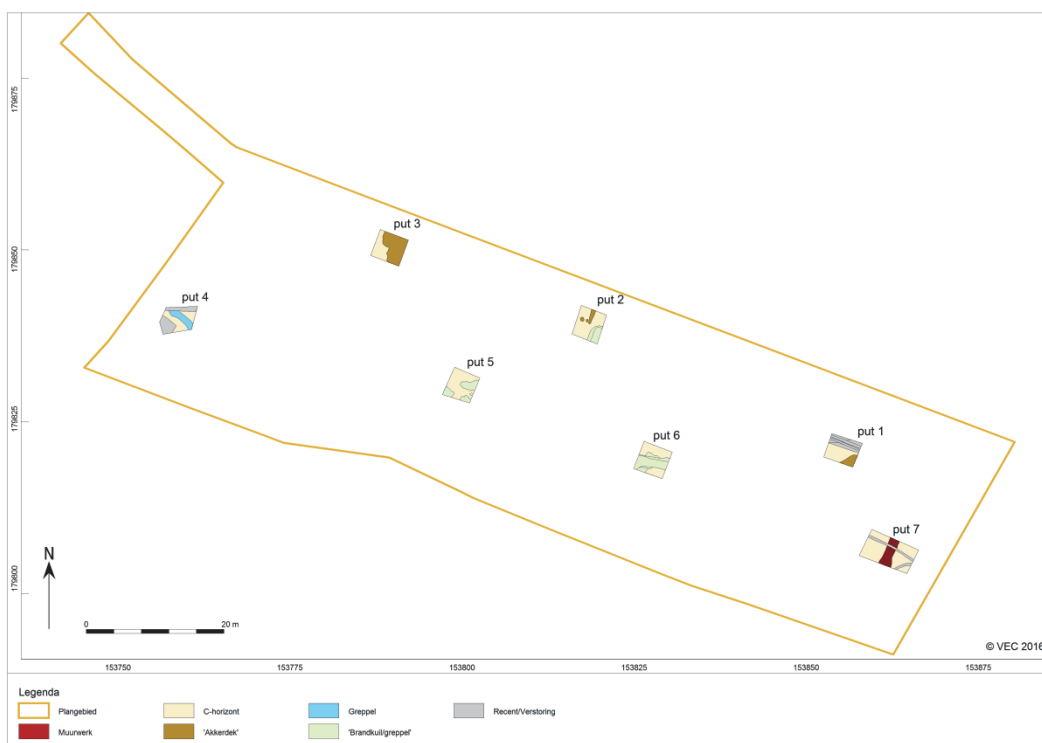 179875
179850
179825
179800
put 3
put 2
put 4
put 5
put 6
put 1
put 7
N
0 20 m
© VEC 2016
153750 153775 153800 153825 153850 153875
Legenda
Plangebied C-horizont Greppel Recent/Verstoring
Muurwerk 'Akkerdek' 'Brandkuil/greppel'